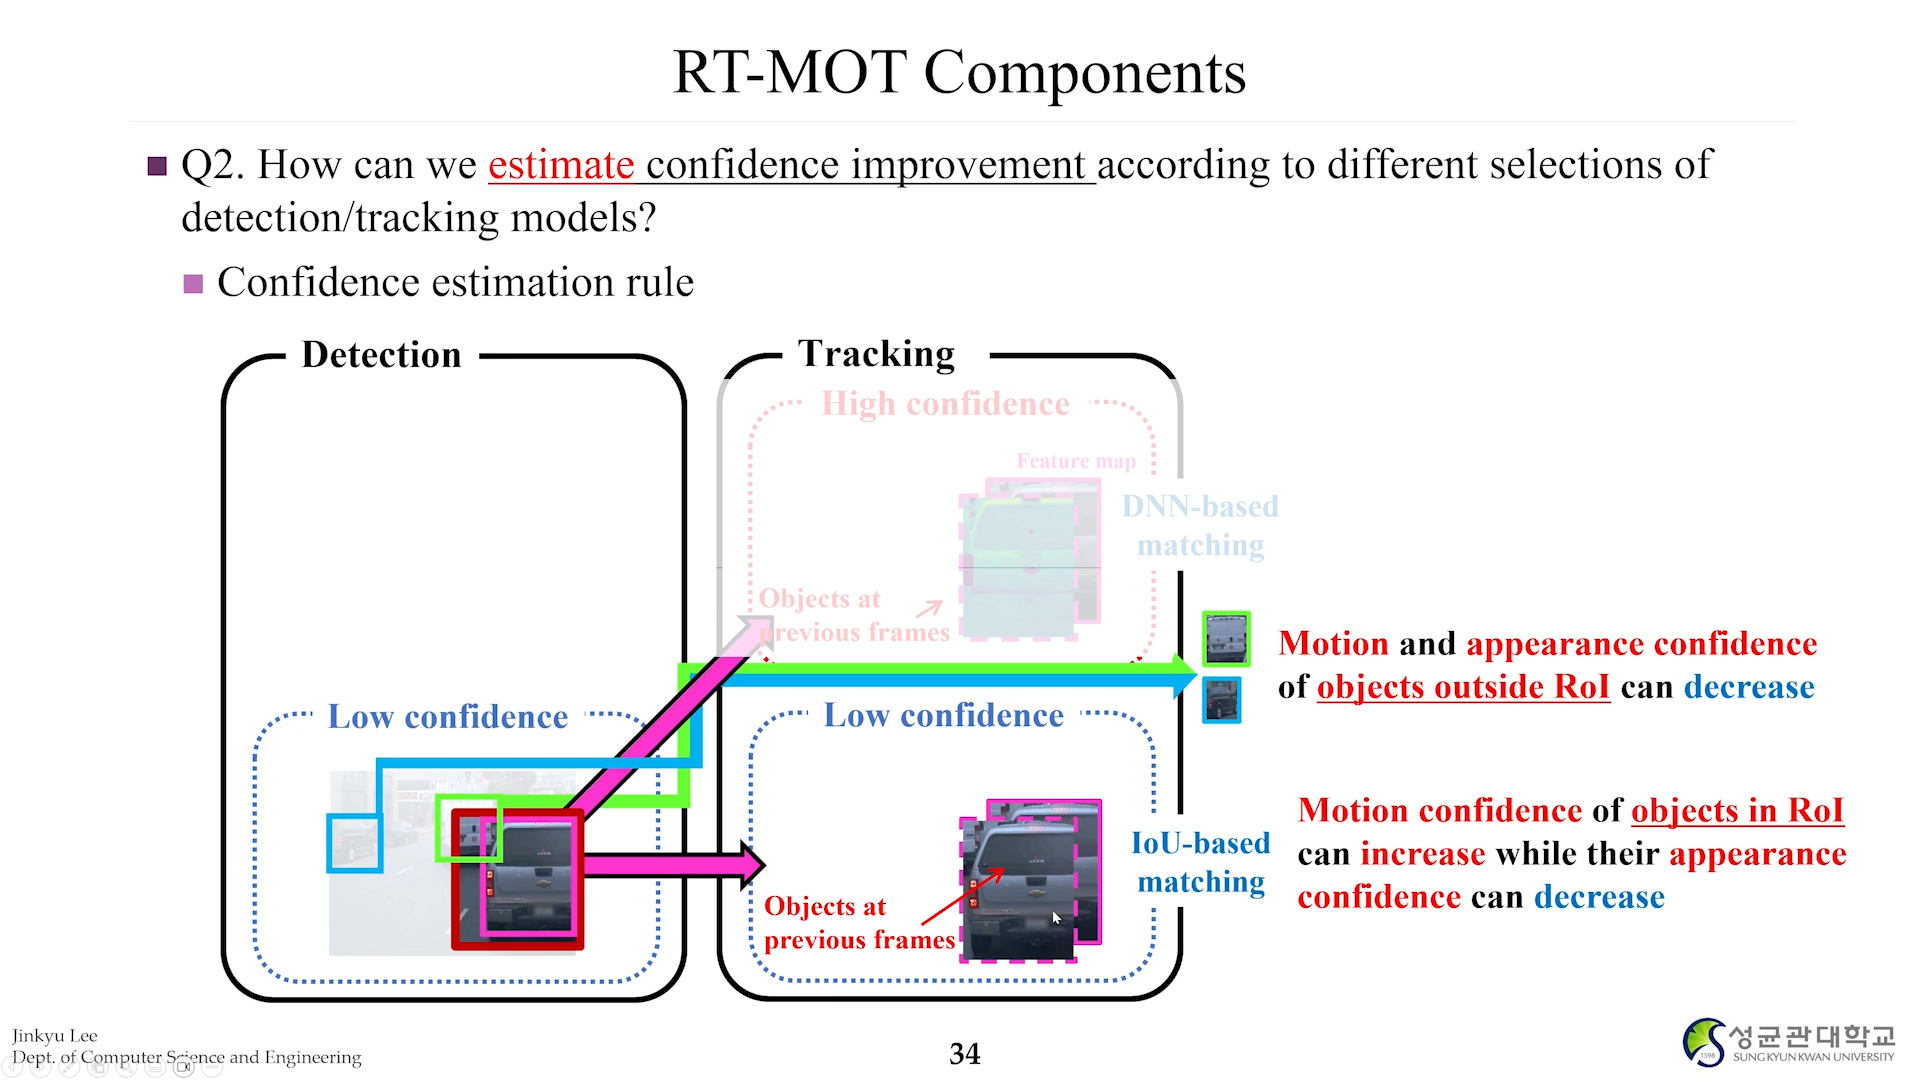 RT-MOT Components
Q2. How can we estimate confidence improvement according to different selections of
detection/tracking models?
Confidence estimation rule
Detection
Tracking
High confidence
Feature map
DNN-based
matching
Objects at
previous frames
Low confidence
Low confidence
Motion and appearance confidence
of objects outside RoI can decrease
IoU-based
matching
Objects at
previous frames
Motion confidence of objects in RoI
can increase while their appearance
confidence can decrease
Jinkyu Lee
Dept. of Computer Science and Engineering
34
1398
성균관대학교
SUNG KYUN KWAN UNIVERSITY